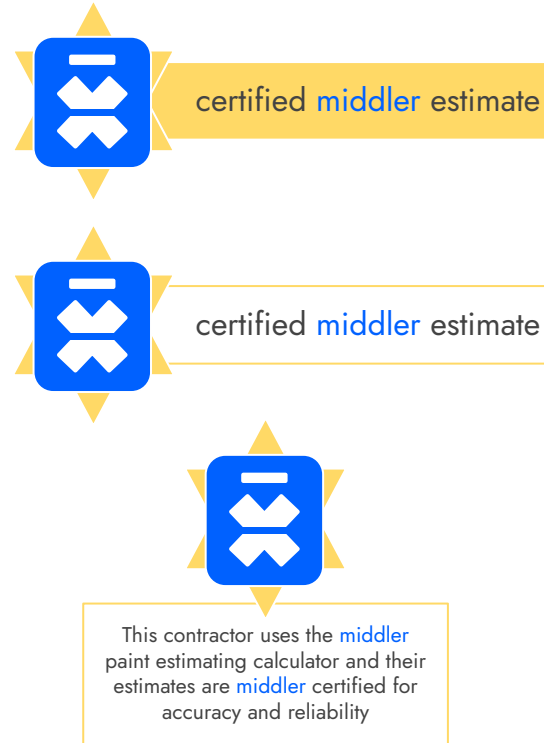 certified middler estimate
certified middler estimate
This contractor uses the middler
paint estimating calculator and their
estimates are middler certified for
accuracy and reliability